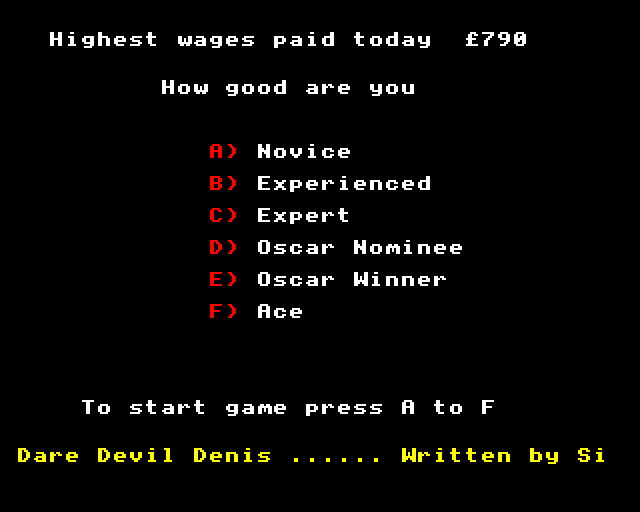 Highest wages paid today £790
How good are you
A) Novice
B) Experienced
C) Expert
D) Oscar Nominee
E) Oscar Winner
F) Ace
To start game press A to F
Dare Devil Denis ...... Written by Si